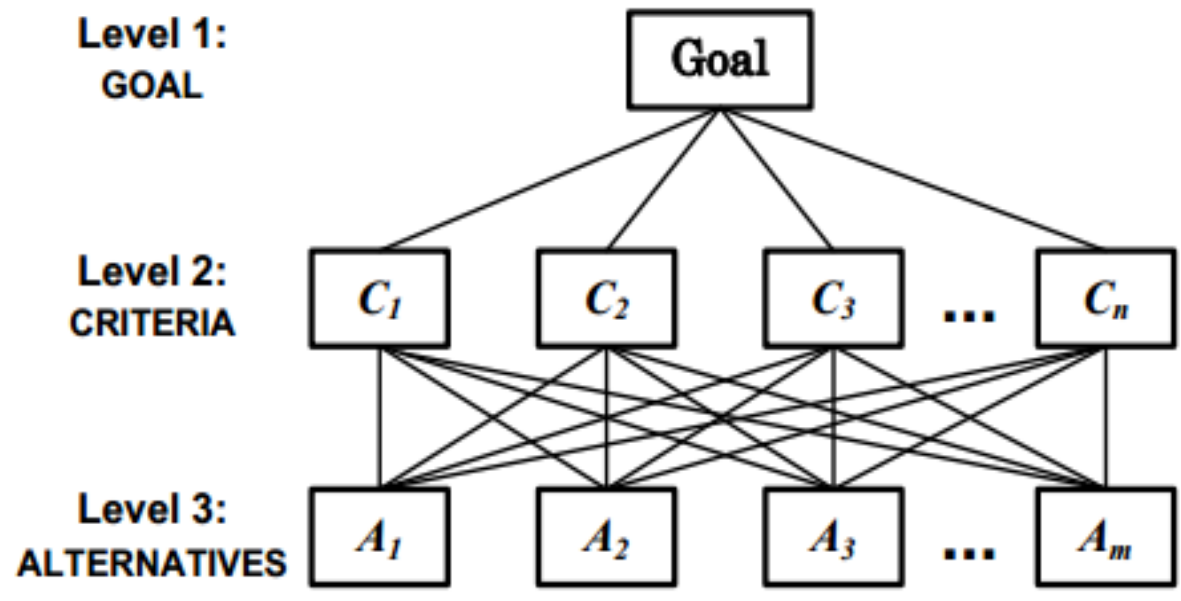 Level 1:
GOAL
Goal
Level 2:
CRITERIA
C1 C2 C3 ... Cn
Level 3:
ALTERNATIVES
A1 A2 A3 ... Am